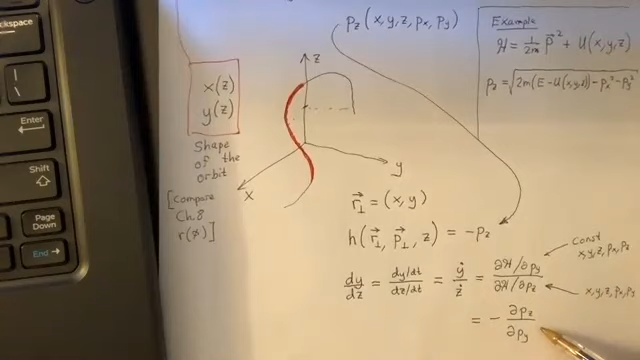 ckspace
|
\
Enter
Shift
Page
Down
End
x(z)
y(z)
Shape
of the
orbit
[Compare
Ch.8
r(ϕ)]
z
y
x
p_z(x,y,z,p_x,p_y)
Example
ℋ = 1/2m p⃗² + U(x,y,z)
p_z = √2m(E-U(x,y,z))-p_x²-p_y²
r⃗_⊥ = (x,y)
h(r⃗_⊥, p⃗_⊥, z) = -p_z
dy/dz = dy/dt / dz/dt = ẏ/ż = ∂ℋ/∂p_y / ∂ℋ/∂p_z
const
x,y,z,p_x,p_z
x,y,z,p_x,p_y
= - ∂p_z/∂p_y